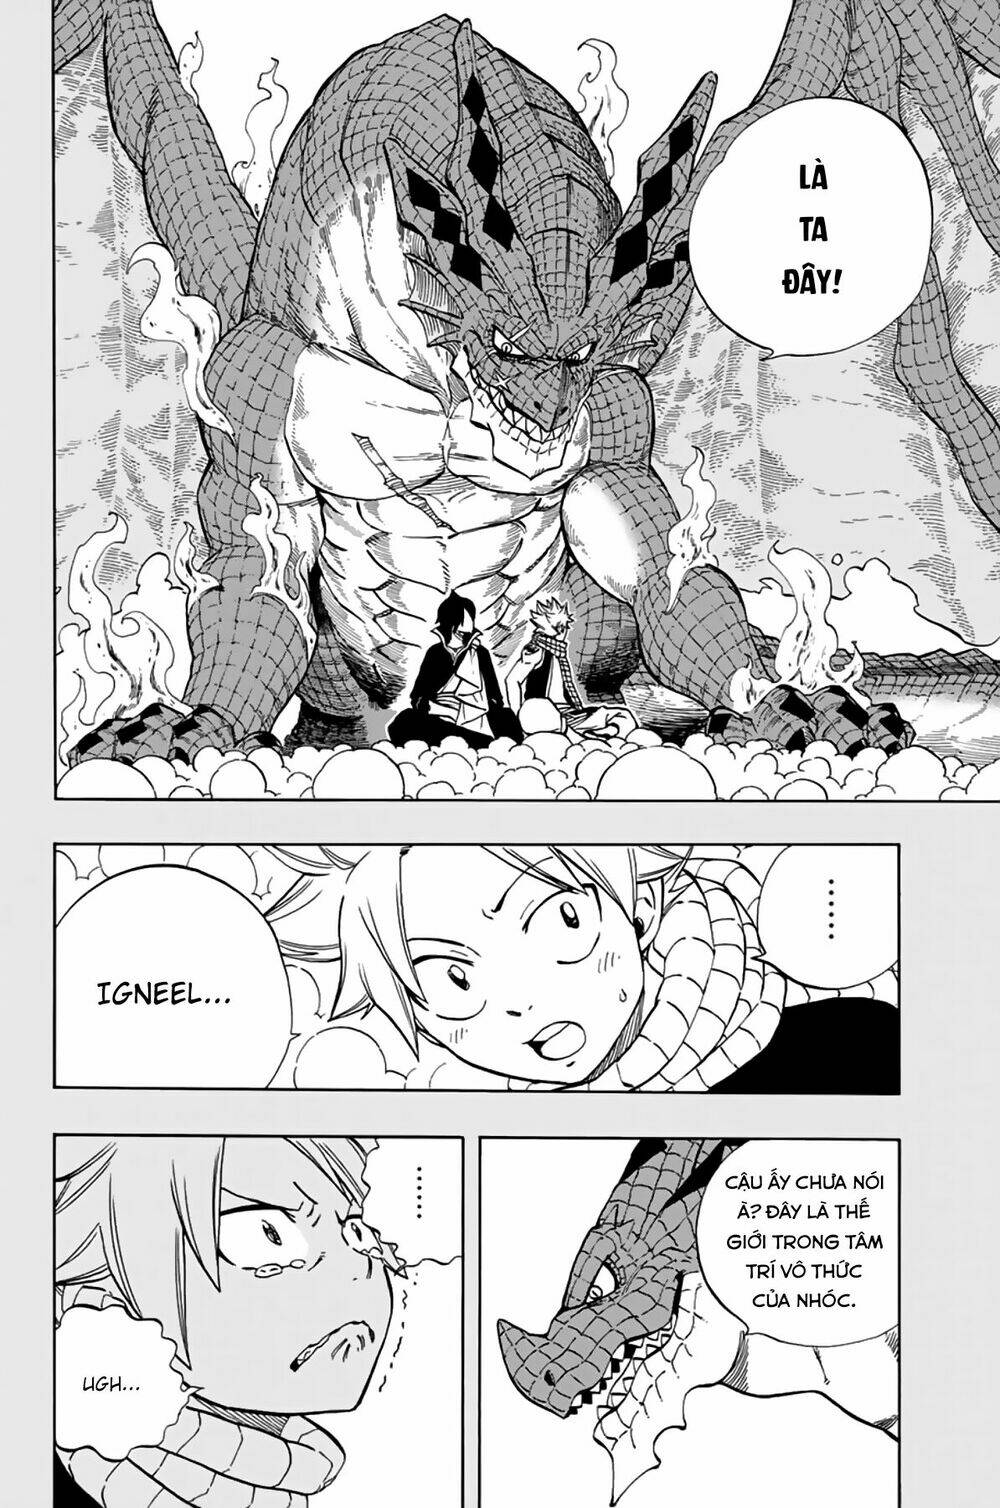 LÀ
TA
ĐÂY!
......
IGNEEL...
CẬU ẤY CHƯA NÓI
À? ĐÂY LÀ THẾ
GIỚI TRONG TÂM
TRÍ VÔ THỨC
CỦA NHÓC.
......
UGH...